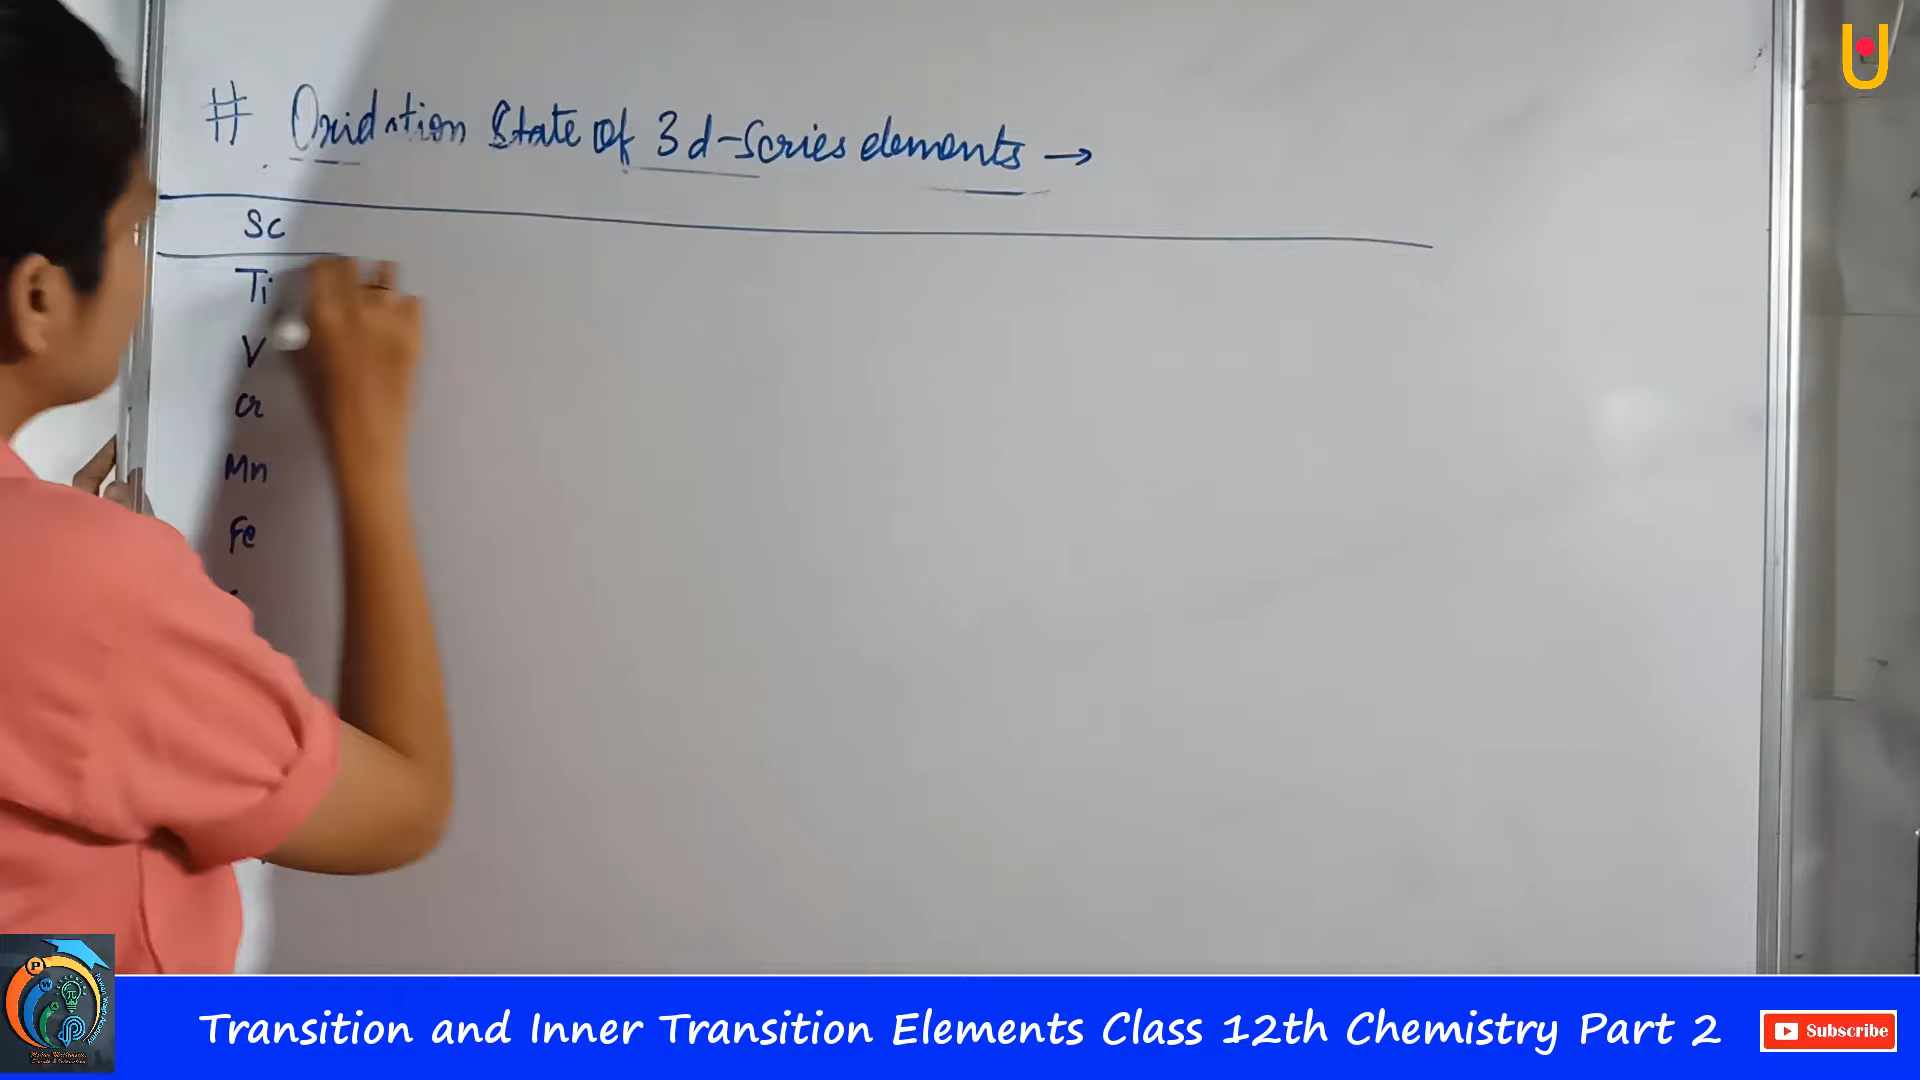 # Oxidation State Of 3d-Series elements →
Sc
Ti
V
Cr
Mn
Fe
Transition and Inner Transition Elements Class 12th Chemistry Part 2
Subscribe